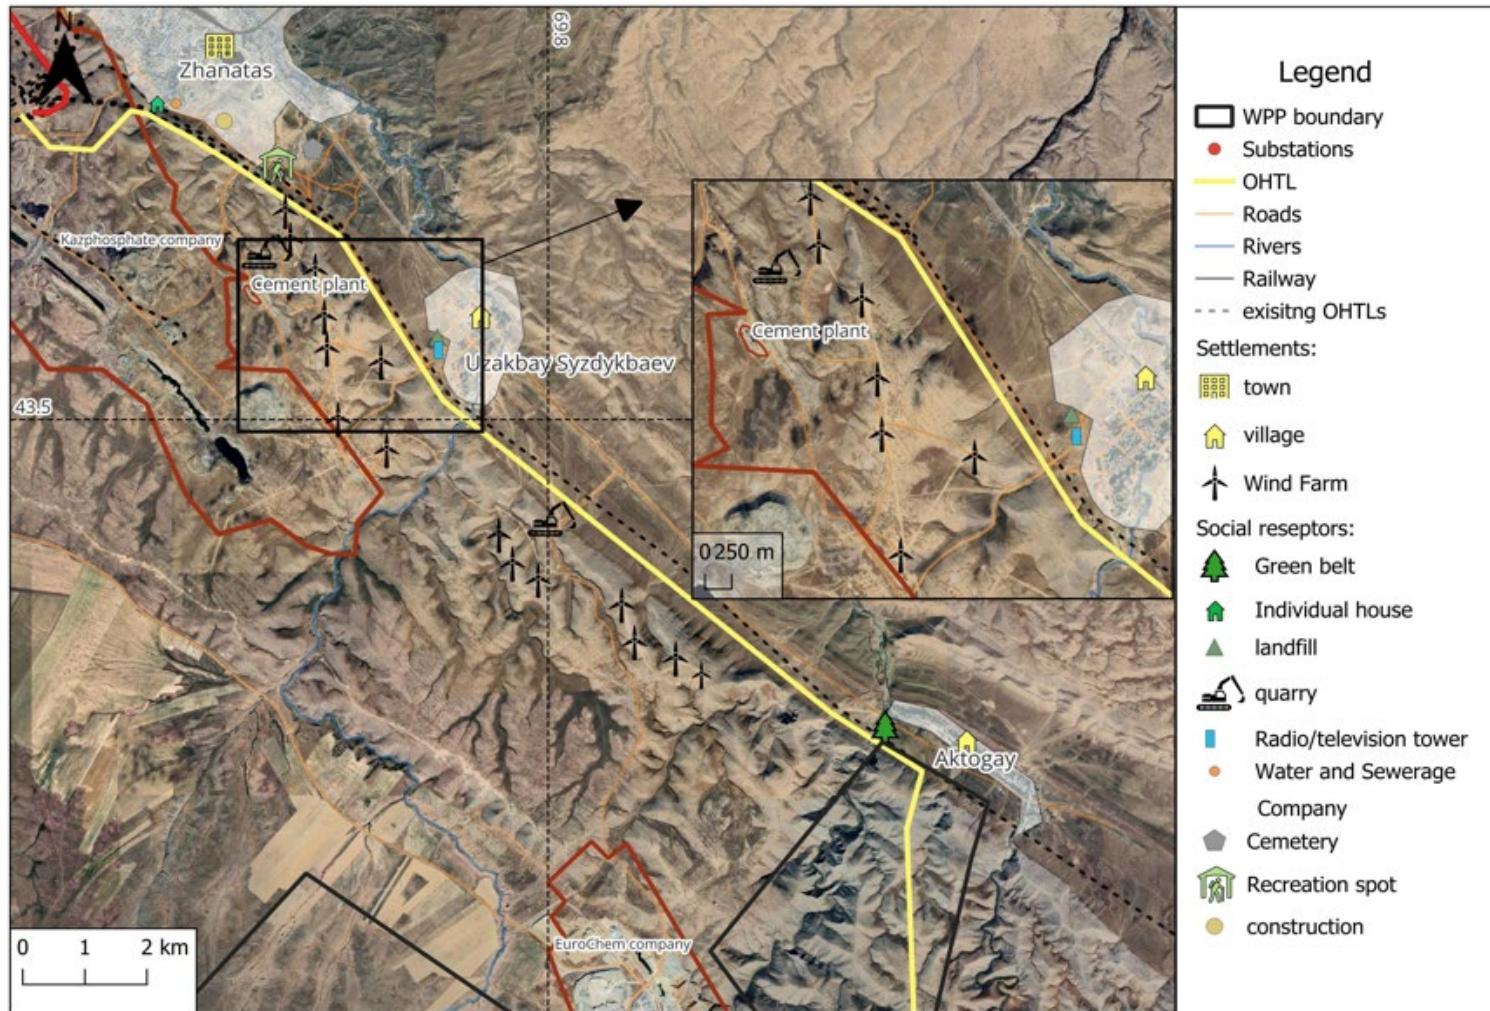 N
Zhanatas
69.8
Kazphosphate company
Cement plant
Uzakbay Syzdykbaev
43.5
Cement plant
0 250 m
Aktogay
EuroChem company
0 1 2 km
Legend
WPP boundary
Substations
OHTL
Roads
Rivers
Railway
exisitng OHTLs
Settlements:
town
village
Wind Farm
Social reseptors:
Green belt
Individual house
landfill
quarry
Radio/television tower
Water and Sewerage
Company
Cemetery
Recreation spot
construction